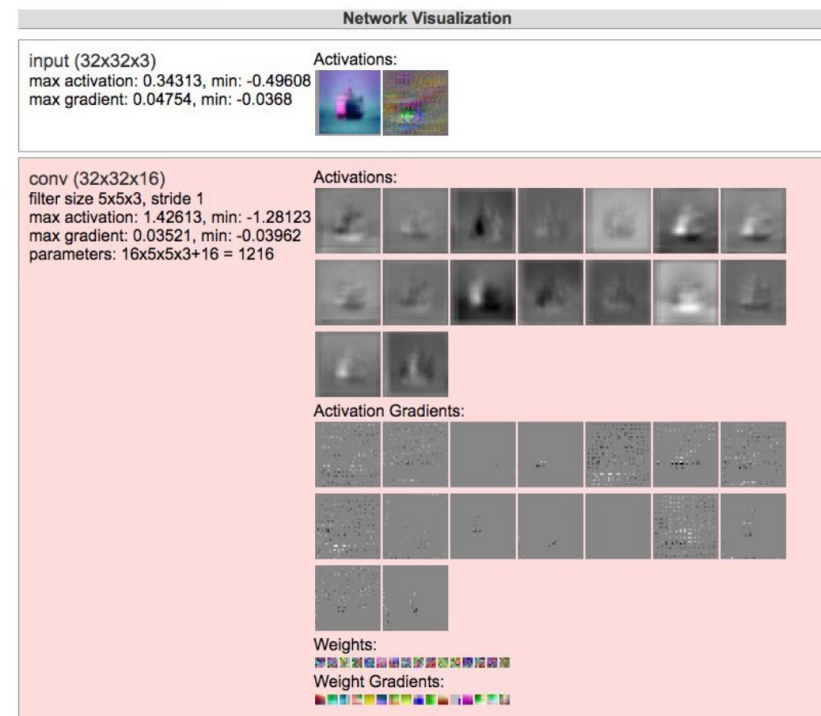 Network Visualization
input (32x32x3)
max activation: 0.34313, min: -0.49608
max gradient: 0.04754, min: -0.0368
Activations:
conv (32x32x16)
filter size 5x5x3, stride 1
max activation: 1.42613, min: -1.28123
max gradient: 0.03521, min: -0.03962
parameters: 16x5x5x3+16 = 1216
Activations:
Activation Gradients:
Weights:
Weight Gradients: